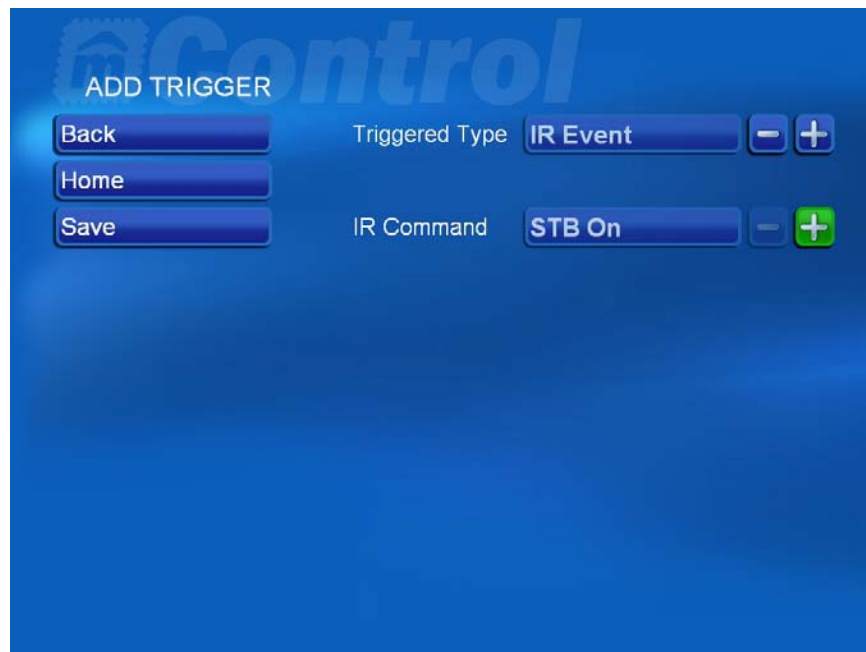 mControl
ADD TRIGGER
Back
Home
Save
Triggered Type IR Event - +
IR Command STB On - +